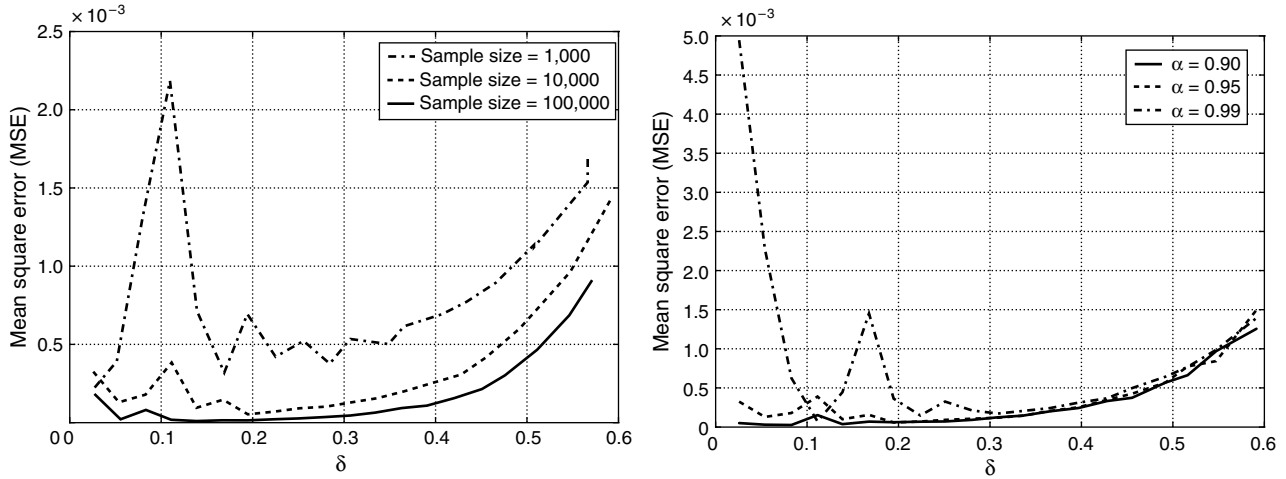 × 10⁻³
2.5
2.0
1.5
1.0
0.5
0 0 0.1 0.2 0.3 0.4 0.5 0.6
Mean square error (MSE)
δ
Sample size = 1,000
Sample size = 10,000
Sample size = 100,000
× 10⁻³
5.0
4.5
4.0
3.5
3.0
2.5
2.0
1.5
1.0
0.5
0
0 0.1 0.2 0.3 0.4 0.5 0.6
Mean square error (MSE)
δ
α = 0.90
α = 0.95
α = 0.99